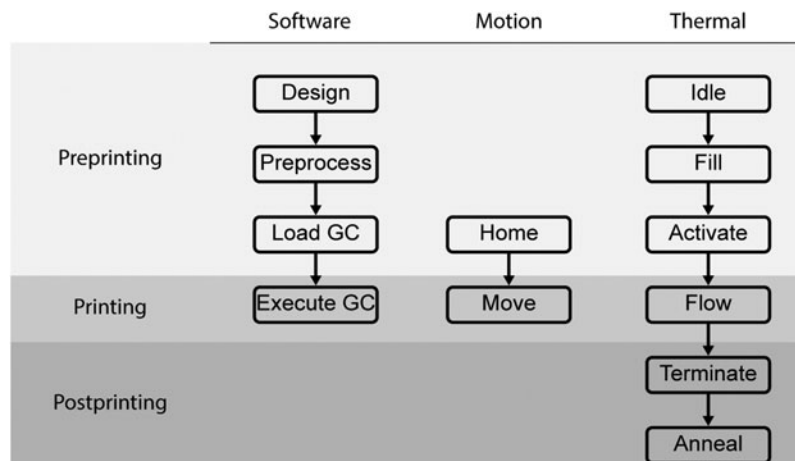 Software Motion Thermal
Design Idle
Preprinting Preprocess Fill
Load GC Home Activate
Printing Execute GC Move Flow
Terminate
Postprinting
Anneal